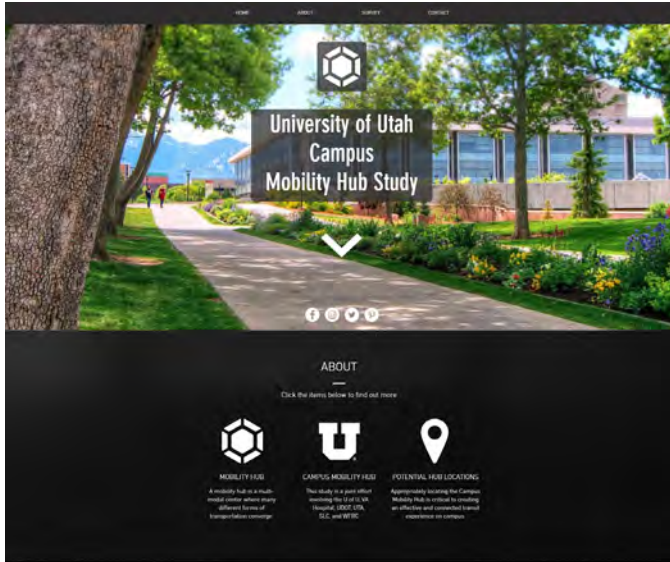 HOME ABOUT SURVEY CONTACT
University of Utah
Campus
Mobility Hub Study
ABOUT
Click the items below to find out more
MOBILITY HUB CAMPUS MOBILITY HUB POTENTIAL HUB LOCATIONS
A mobility hub is a multi-
modal center where many
different forms of
transportation converge
This study is a joint effort
involving the U of U, VA
Hospital, UDOT, UTA,
SLC, and WFRC
Appropriately locating the Campus
Mobility Hub is critical to creating
an effective and connected transit
experience on campus